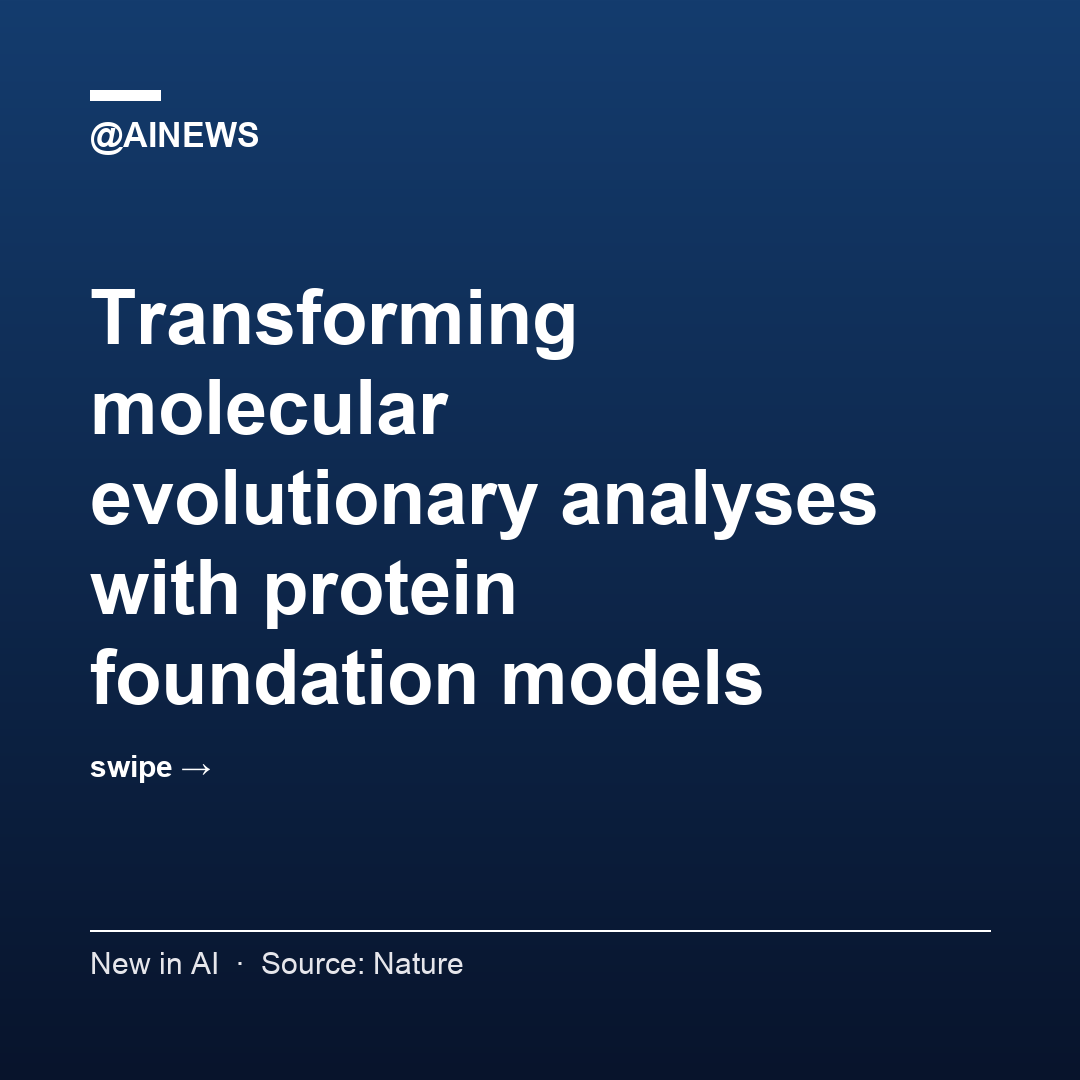 @AINEWS
Transforming
molecular
evolutionary analyses
with protein
foundation models
swipe →
New in AI · Source: Nature